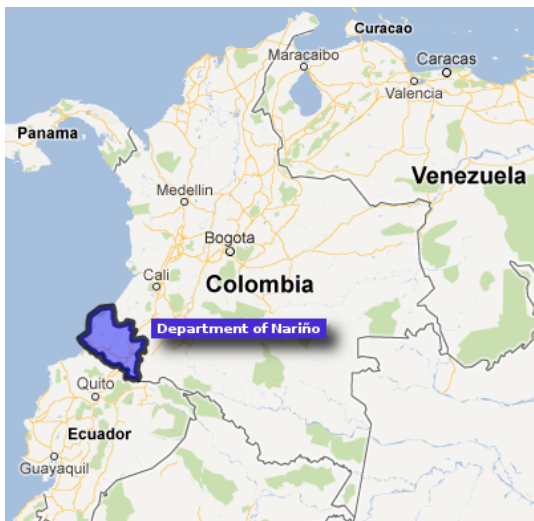 Curacao
Maracaibo
Caracas
Valencia
Panama
Venezuela
Medellin
Bogota
Cali
Colombia
Department of Nariño
Quito
Ecuador
Guayaquil